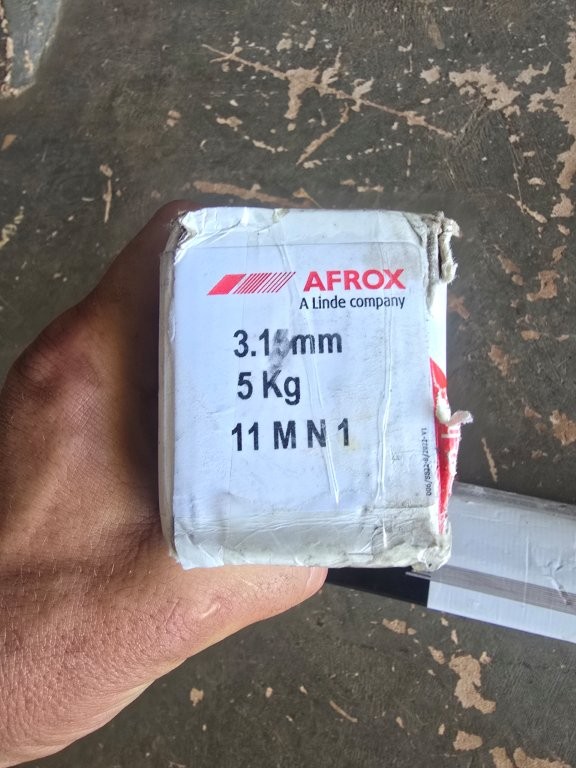 AFROX
A Linde company
3.15mm
5 Kg
11 M N 1